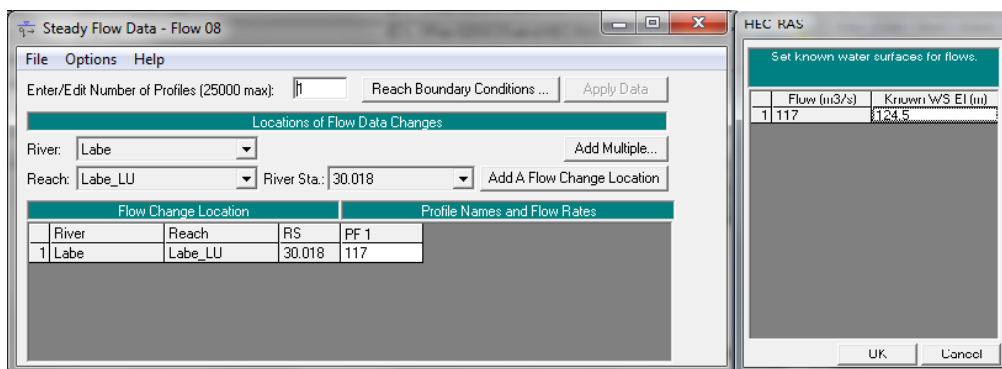 Steady Flow Data - Flow 08
File Options Help
Enter/Edit Number of Profiles (25000 max): 1 Reach Boundary Conditions ... Apply Data
Locations of Flow Data Changes
River: Labe Add Multiple...
Reach: Labe_LU River Sta.: 30.018 Add A Flow Change Location
Flow Change Location Profile Names and Flow Rates
River Reach RS PF 1
1 Labe Labe_LU 30.018 117
HEC RAS
Set known water surfaces for flows.
Flow (m3/s) Known WS El (m)
1 117 124.5
OK Cancel